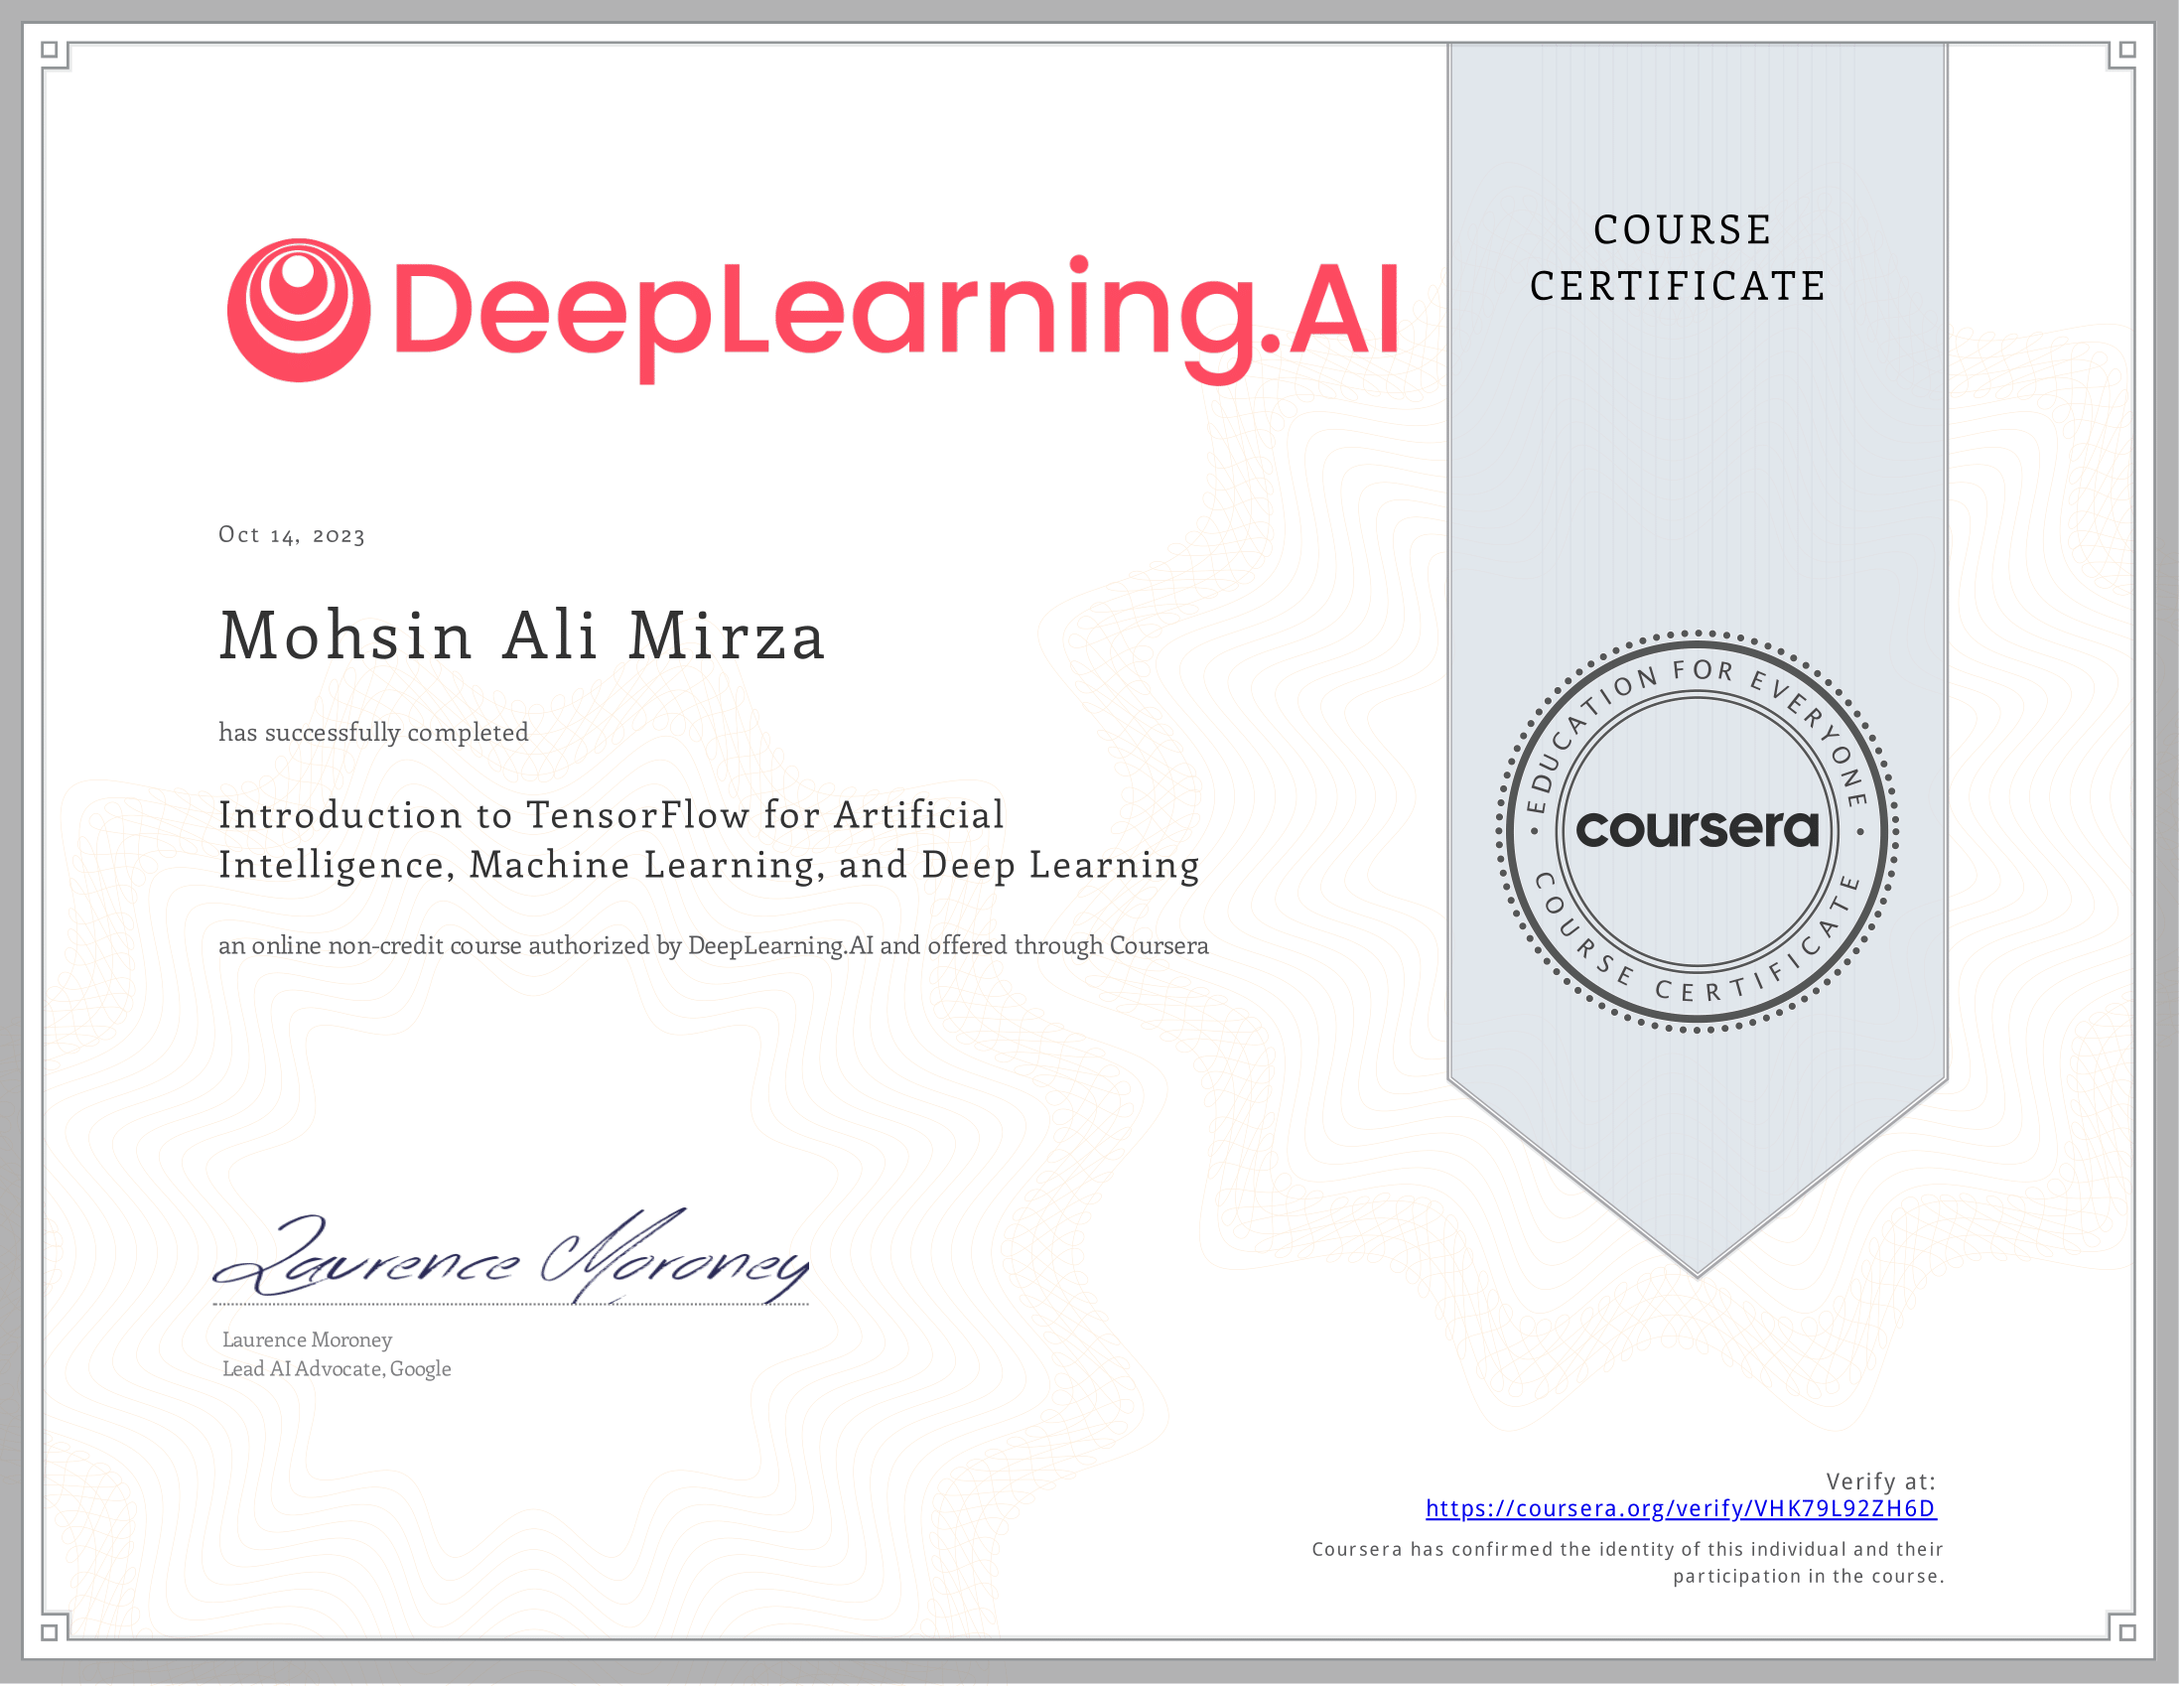 DeepLearning.AI
COURSE
CERTIFICATE
Oct 14, 2023
Mohsin Ali Mirza
has successfully completed
Introduction to TensorFlow for Artificial
Intelligence, Machine Learning, and Deep Learning
an online non-credit course authorized by DeepLearning.AI and offered through Coursera
EDUCATION FOR EVERYONE
coursera
COURSE CERTIFICATE
Laurence Moroney
Laurence Moroney
Lead AI Advocate, Google
Verify at:
https://coursera.org/verify/VHK79L92ZH6D
Coursera has confirmed the identity of this individual and their
participation in the course.